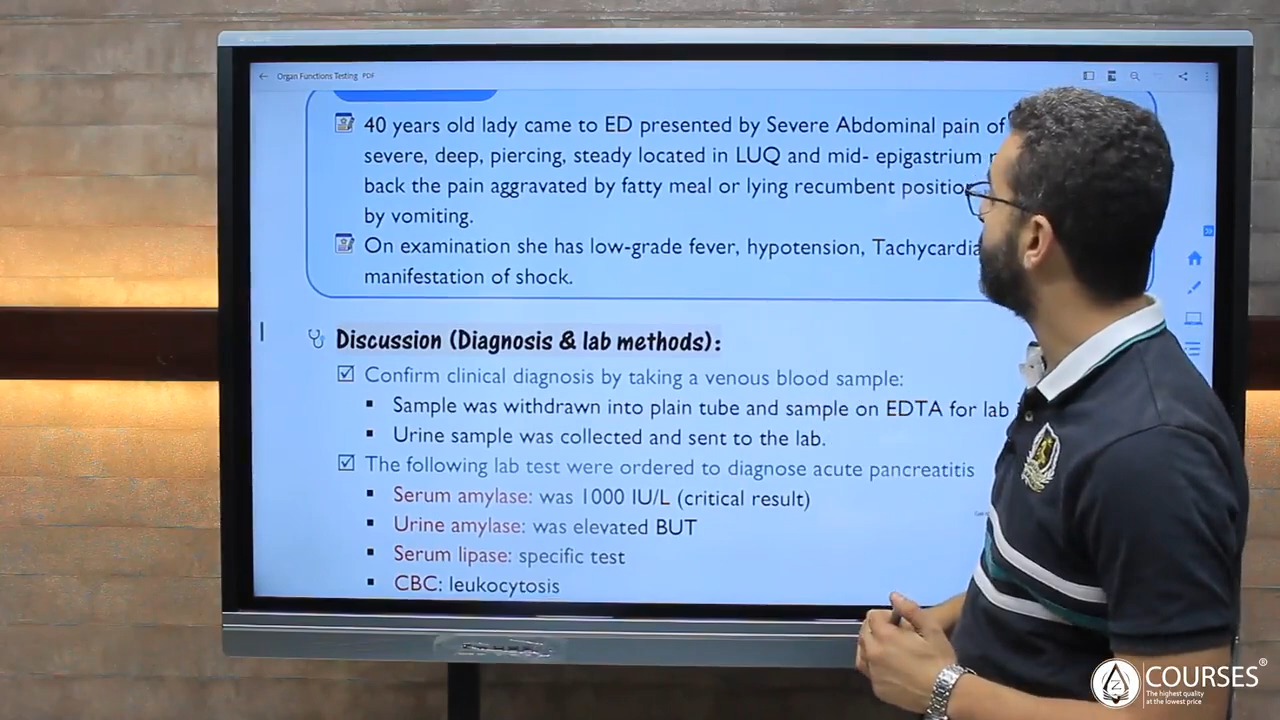 Organ Functions Testing PDF
40 years old lady came to ED presented by Severe Abdominal pain of
severe, deep, piercing, steady located in LUQ and mid- epigastrium
back the pain aggravated by fatty meal or lying recumbent
by vomiting.
On examination she has low-grade fever, hypotension, Tachycardia
manifestation of shock.
Discussion (Diagnosis & lab methods):
Confirm clinical diagnosis by taking a venous blood sample:
Sample was withdrawn into plain tube and sample on EDTA for lab
Urine sample was collected and sent to the lab.
The following lab test were ordered to diagnose acute pancreatitis
Serum amylase: was 1000 IU/L (critical result)
Urine amylase: was elevated BUT
Serum lipase: specific test
CBC: leukocytosis
Z COURSES®
The highest quality
at the lowest price